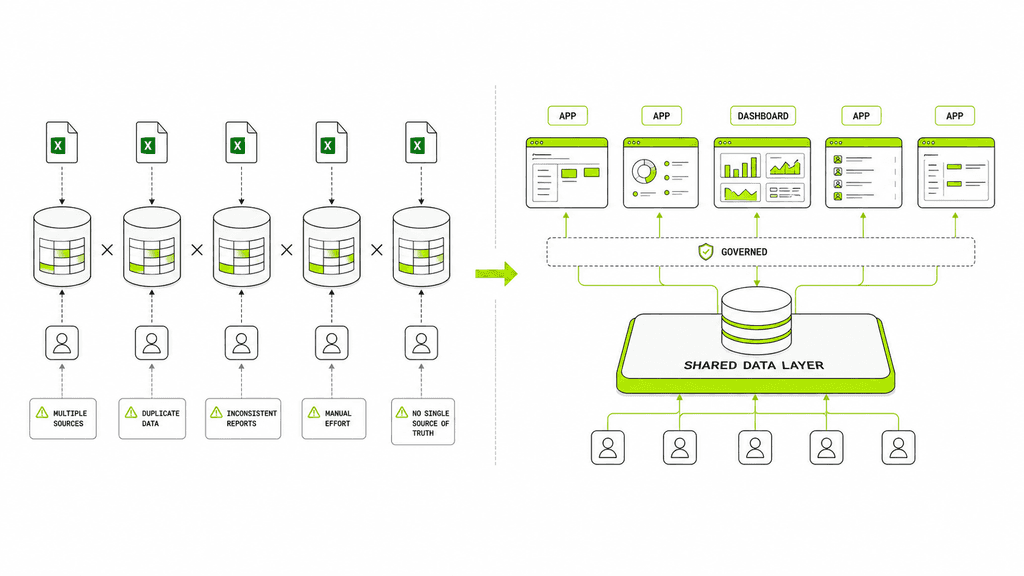 X
X
X
X
X
MULTIPLE
SOURCES
DUPLICATE
DATA
INCONSISTENT
REPORTS
MANUAL
EFFORT
NO SINGLE
SOURCE OF
TRUTH
APP
APP
DASHBOARD
APP
APP
GOVERNED
SHARED DATA LAYER